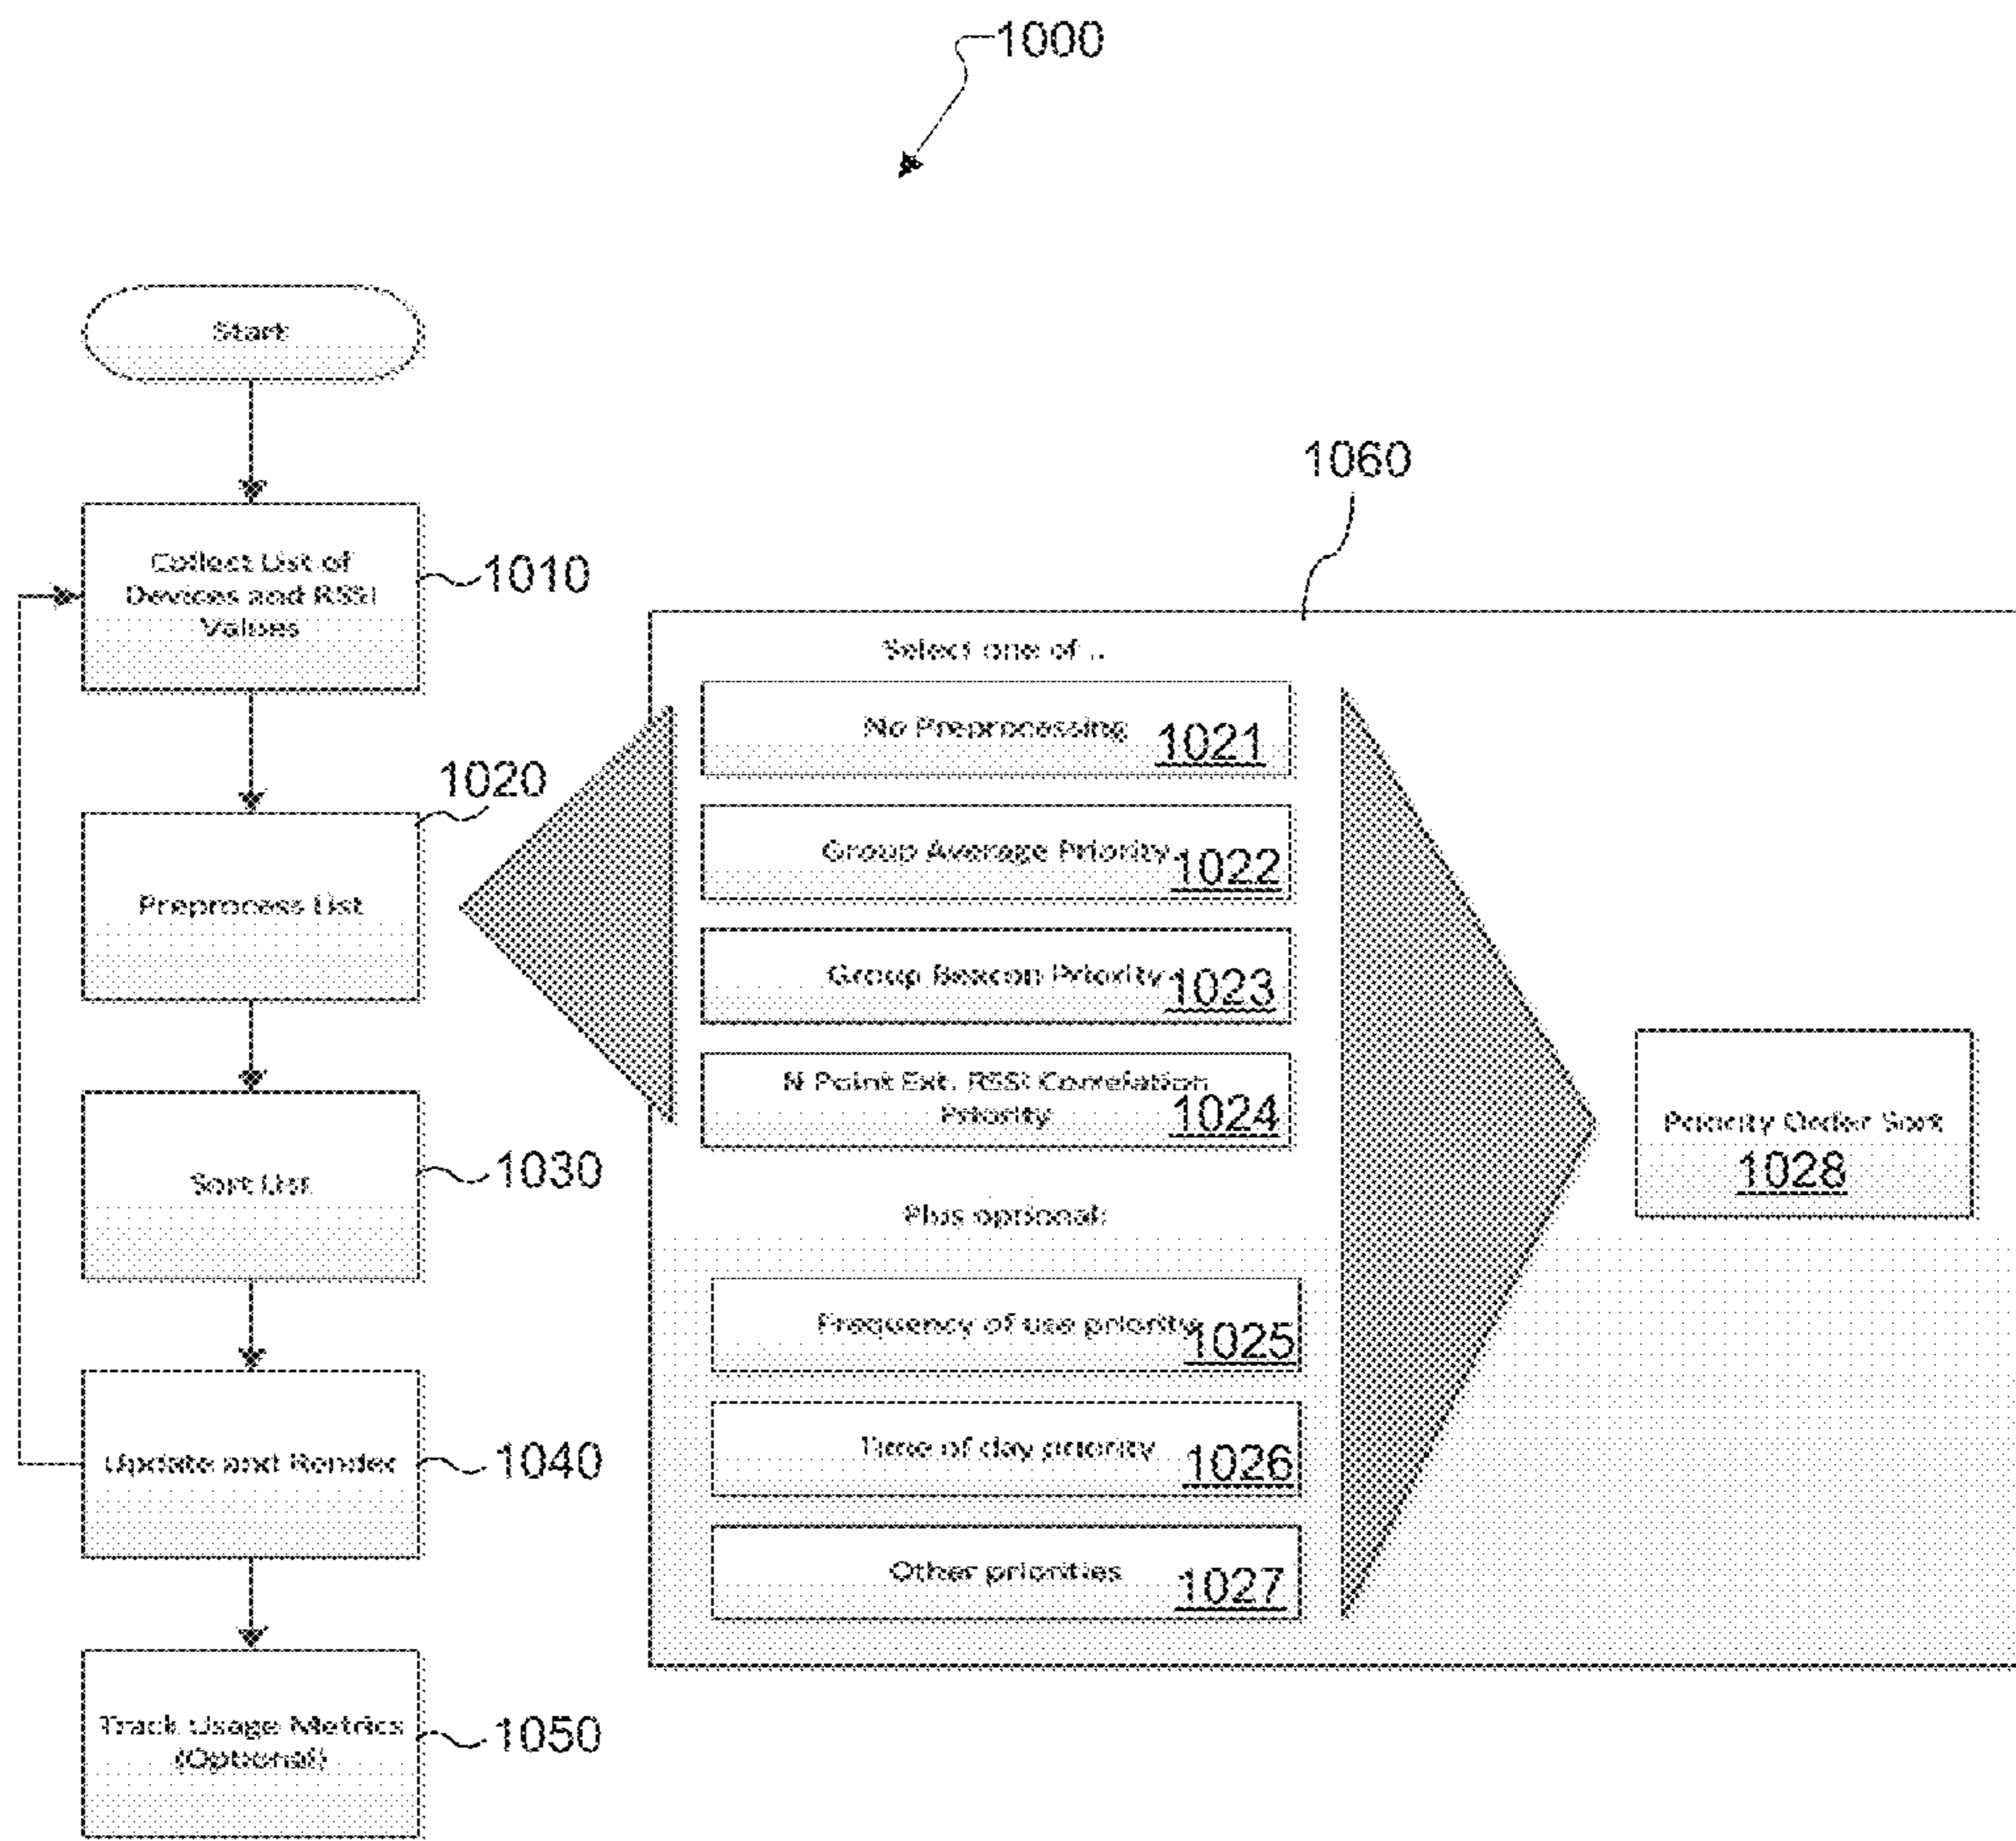 1000
Start
Collect List of
Devices and RSSI
Values
1010
1060
Select one of ..
No Preprocessing 1021
1020
Preprocess List
Group Average Priority 1022
Group Beacon Priority 1023
N Point Ext. RSSI Correlation
Priority 1024
Priority Order Sort
1028
Sort List
1030
Plus optional:
Frequency of use priority 1025
Update and Render
1040
Time of day priority 1026
Other priorities 1027
Track Usage Metrics
(Optional)
1050